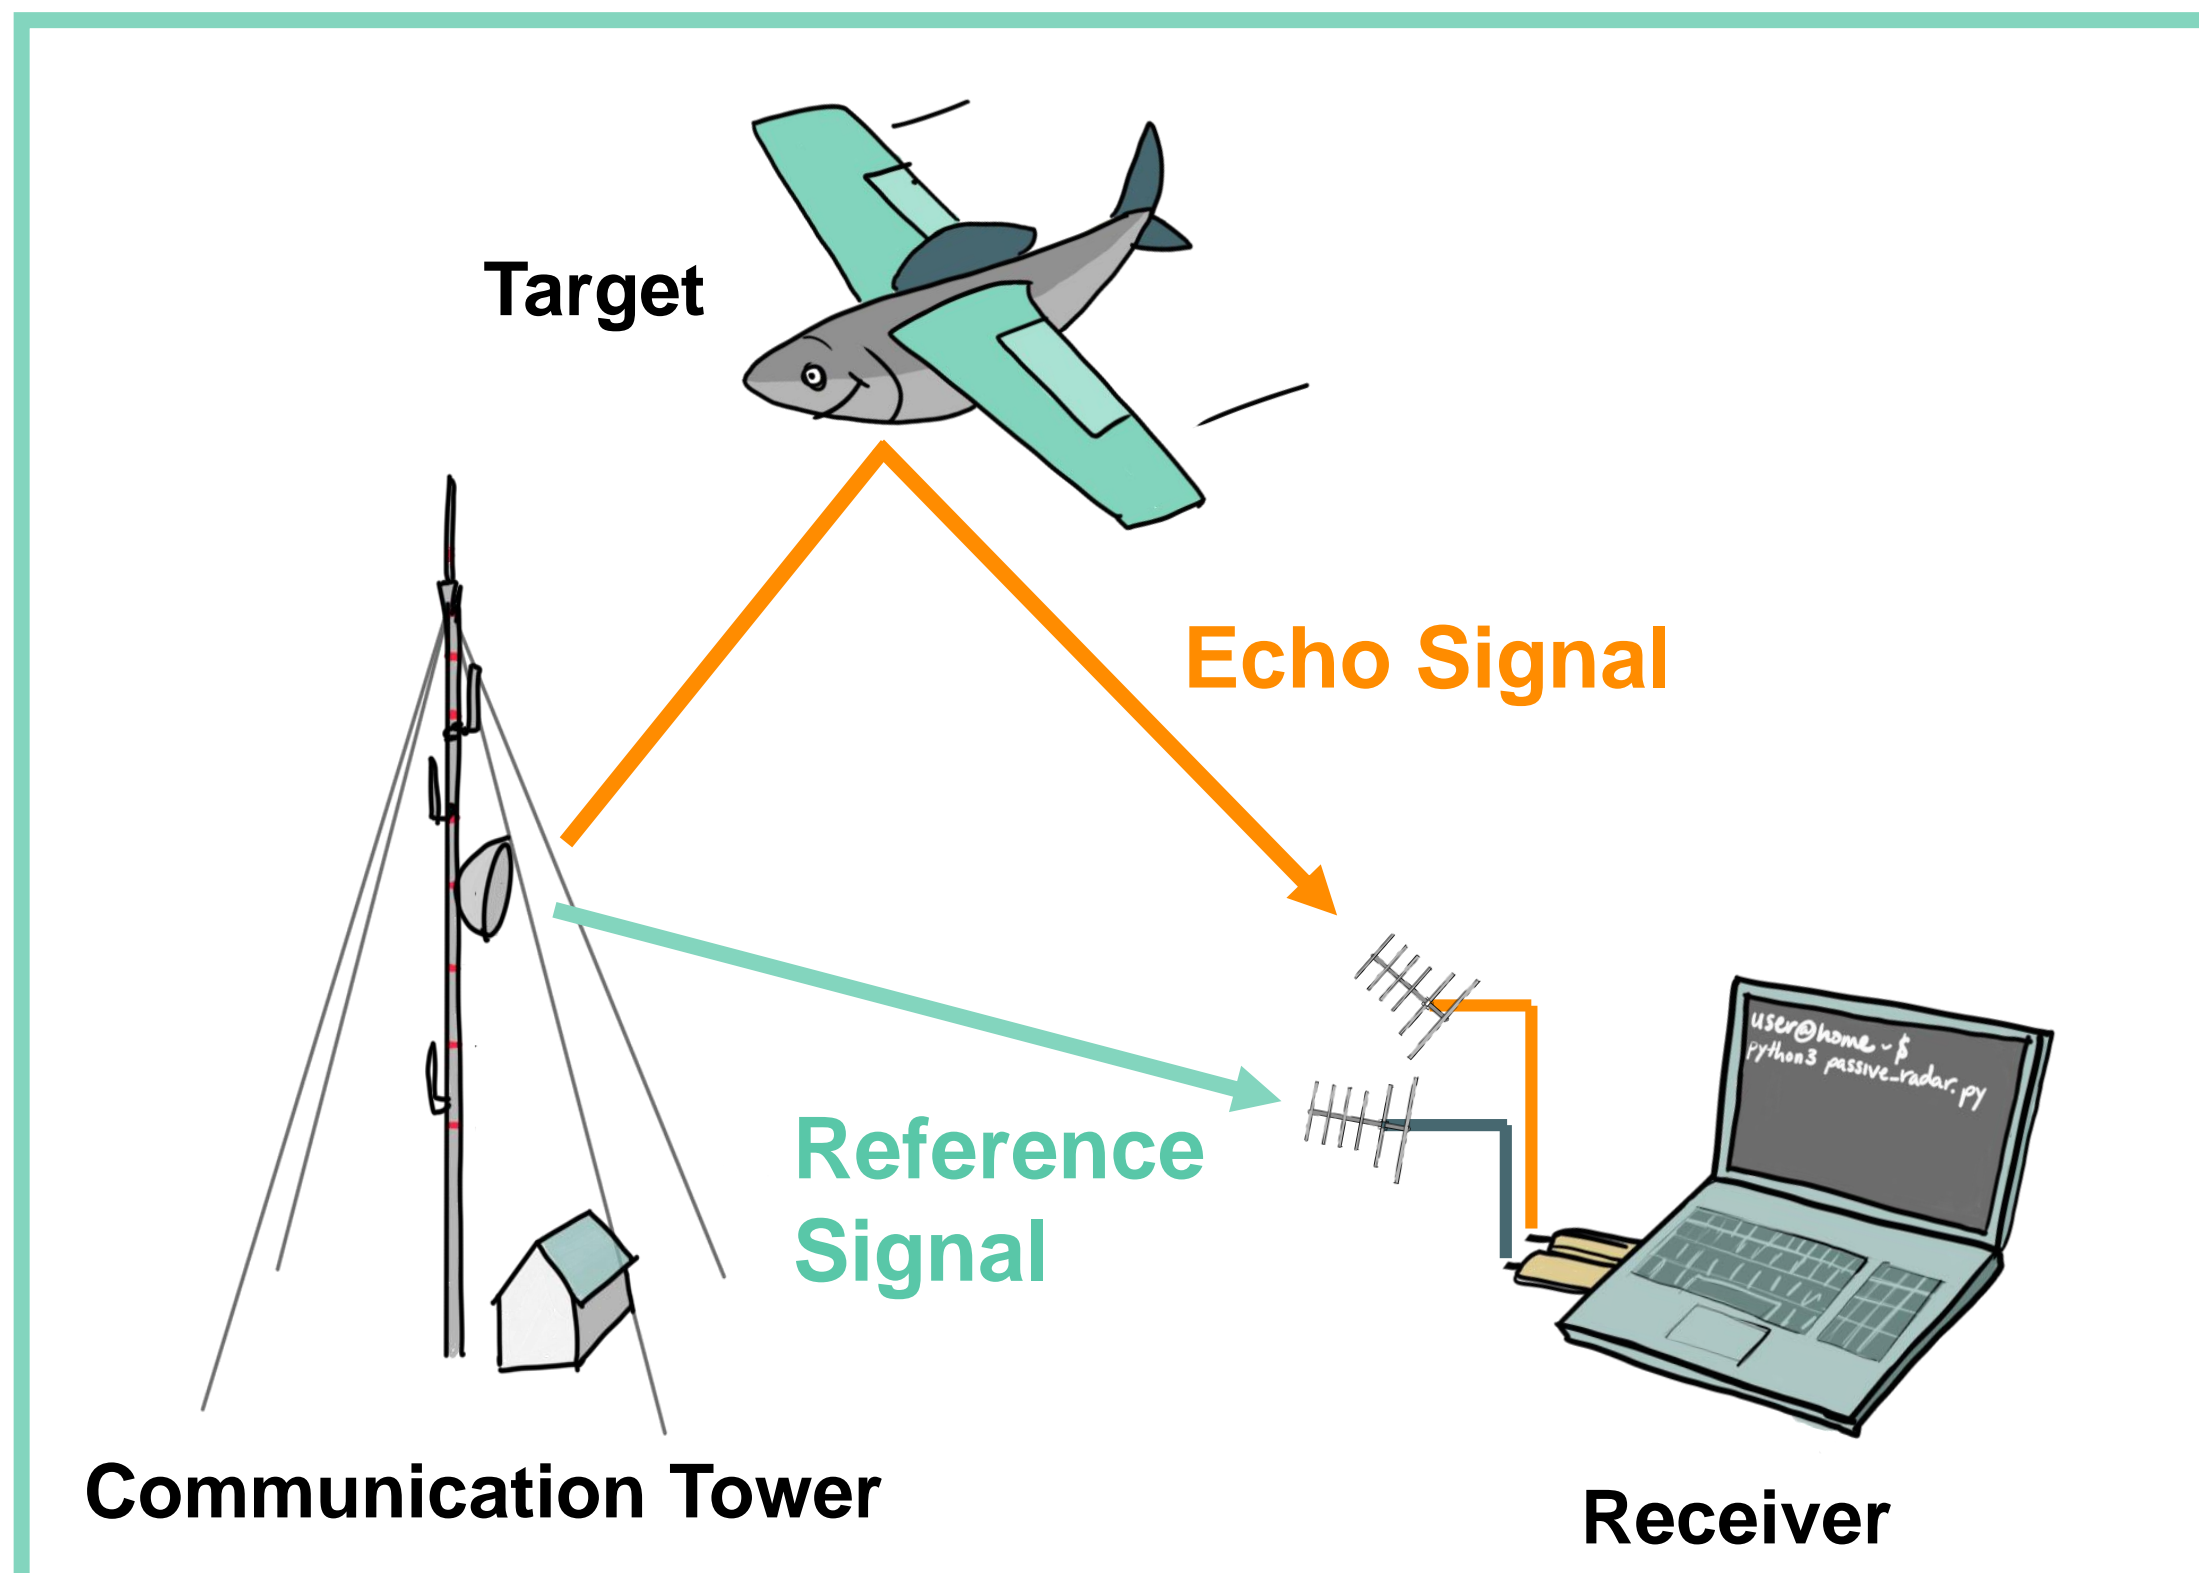 Target
Echo Signal
user@home ~ $
python3 passive_radar.py
Reference
Signal
Communication Tower
Receiver